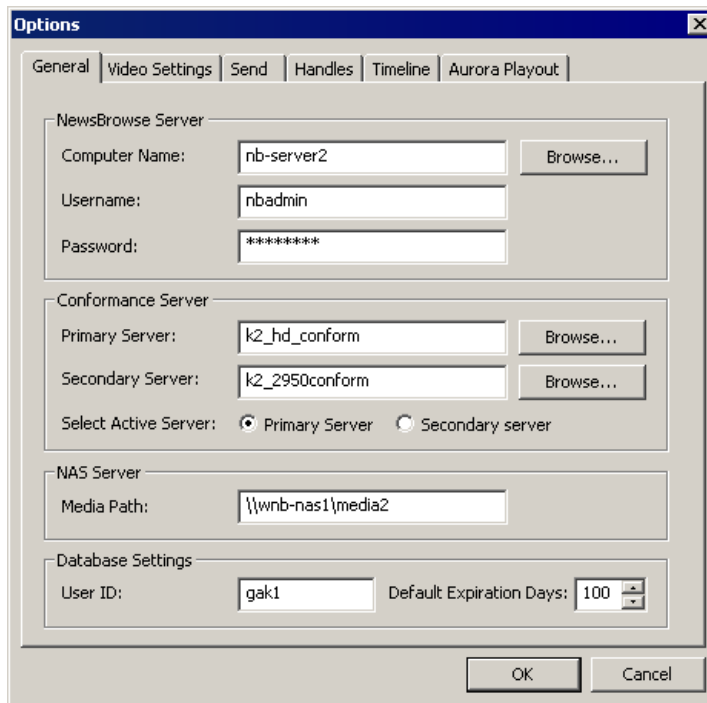 Options
General Video Settings Send Handles Timeline Aurora Playout
NewsBrowse Server
Computer Name: nb-server2 Browse...
Username: nbadmin
Password: ********
Conformance Server
Primary Server: k2_hd_conform Browse...
Secondary Server: k2_2950conform Browse...
Select Active Server: Primary Server Secondary server
NAS Server
Media Path: \\wnb-nas1\media2
Database Settings
User ID: gak1 Default Expiration Days: 100
OK Cancel